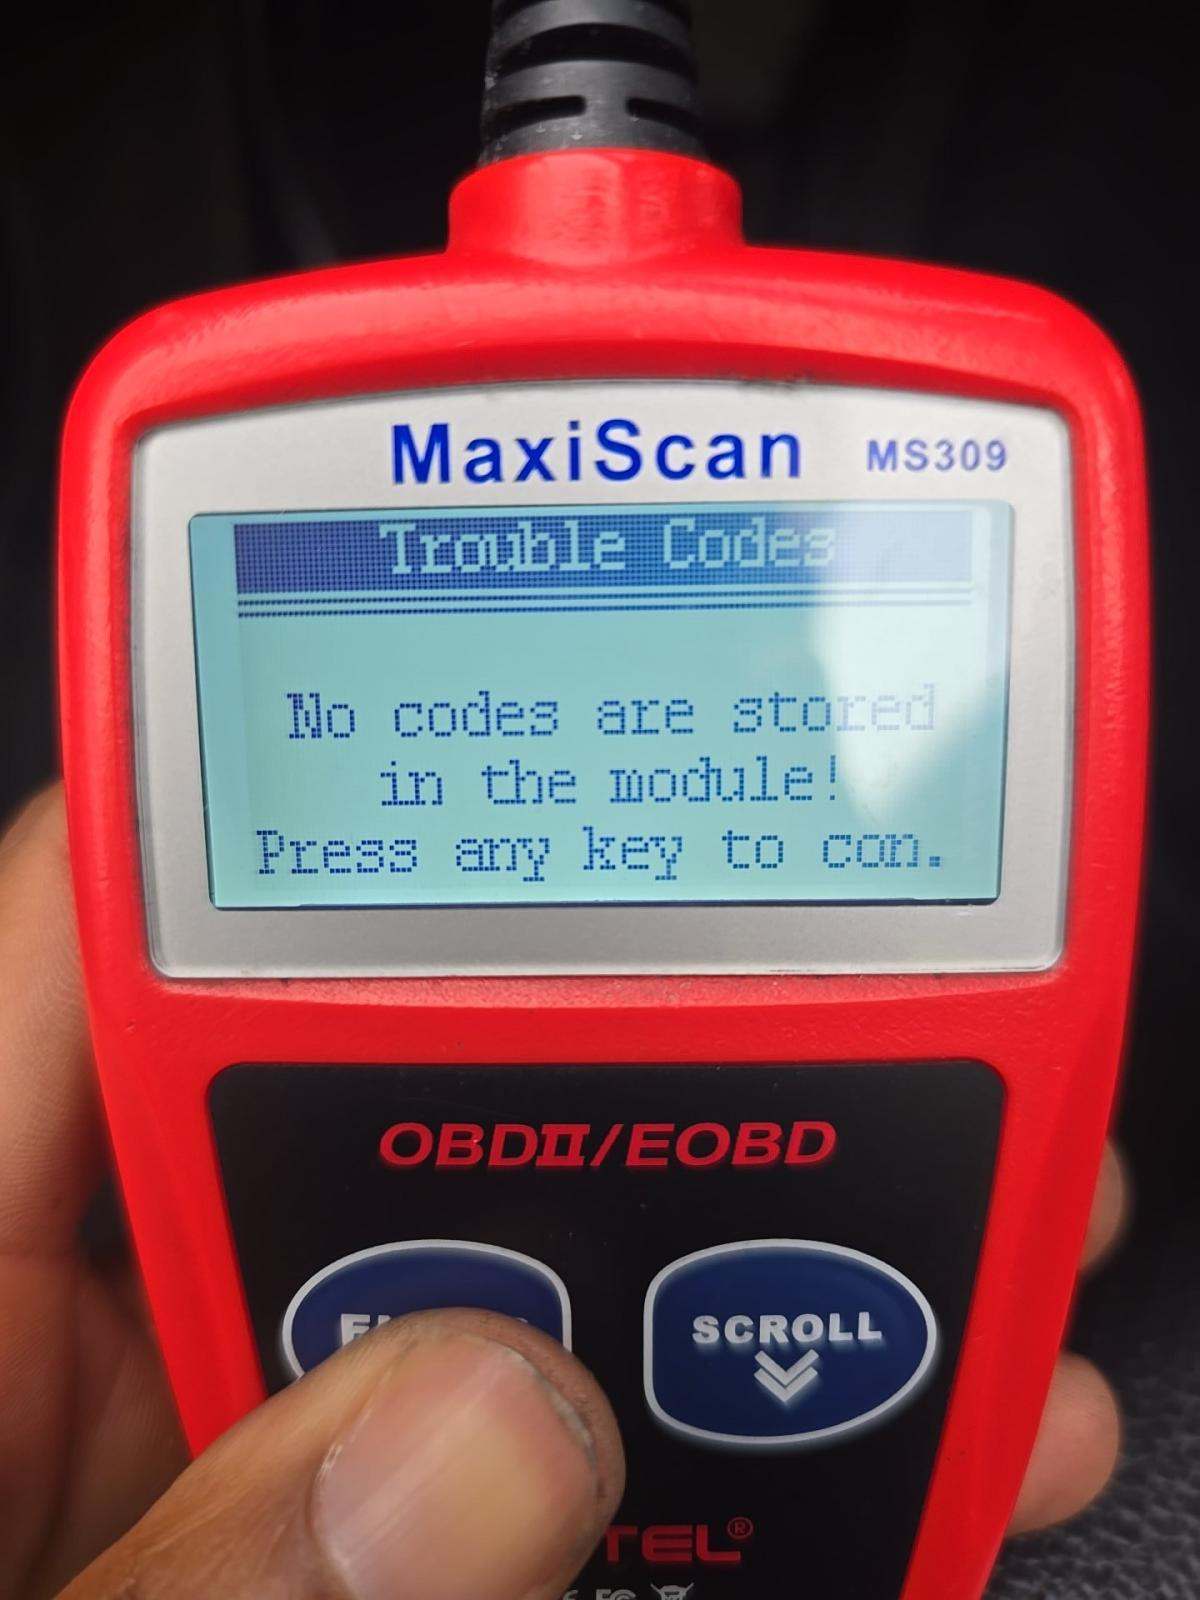 MaxiScan MS309
Trouble Codes
No codes are stored
in the module!
Press any key to con.
OBDII/EOBD
SCROLL
TEL®